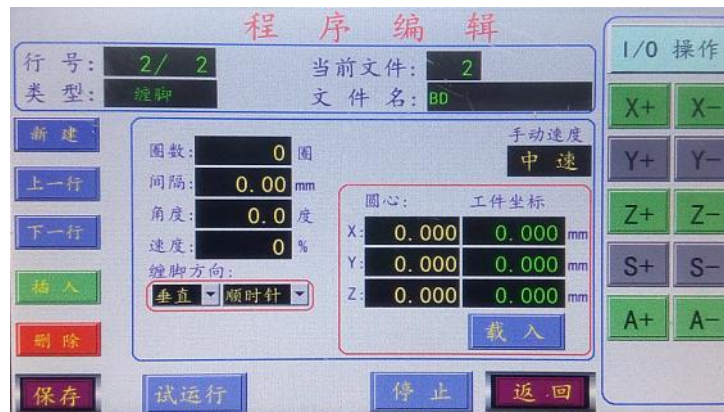 程序编辑
行号: 2/ 2 当前文件: 2
类型: 缠脚 文件名: BD
I/O 操作
新建
上一行
下一行
插入
删除
手动速度
中速
圈数: 0 圈
间隔: 0.00 mm
角度: 0.0 度
速度: 0 %
缠脚方向:
垂直 顺时针
圆心: 工件坐标
X: 0.000 0.000 mm
Y: 0.000 0.000 mm
Z: 0.000 0.000 mm
载入
X+ X-
Y+ Y-
Z+ Z-
S+ S-
A+ A-
保存 试运行 停止 返回